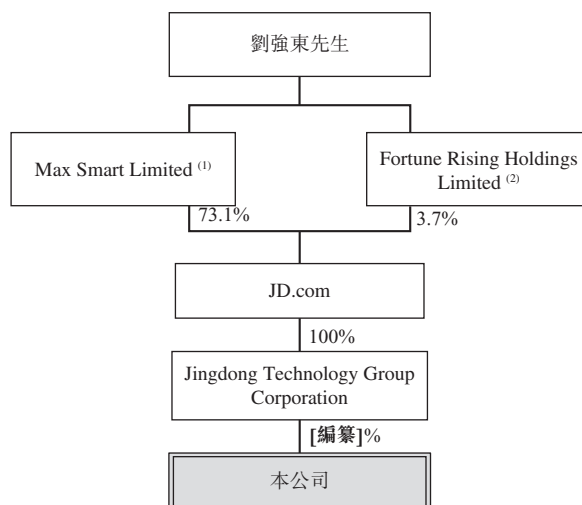 劉強東先生
Max Smart Limited (1)
Fortune Rising Holdings
Limited (2)
73.1%
3.7%
JD.com
100%
Jingdong Technology Group
Corporation
[編纂]%
本公司